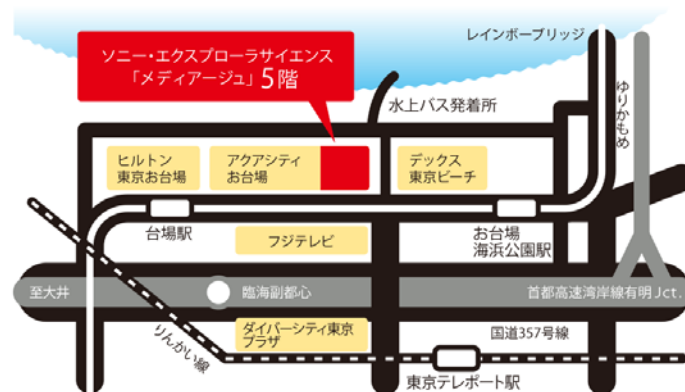 ソニー・エクスプローラサイエンス
「メディアージュ」5階
レインボーブリッジ
ゆりかもめ
水上バス発着所
ヒルトン
東京お台場
アクアシティ
お台場
デックス
東京ビーチ
台場駅
フジテレビ
お台場
海浜公園駅
至大井
臨海副都心
首都高速湾岸線有明Jct.
りんかい線
ダイバーシティ東京
プラザ
国道357号線
東京テレポート駅